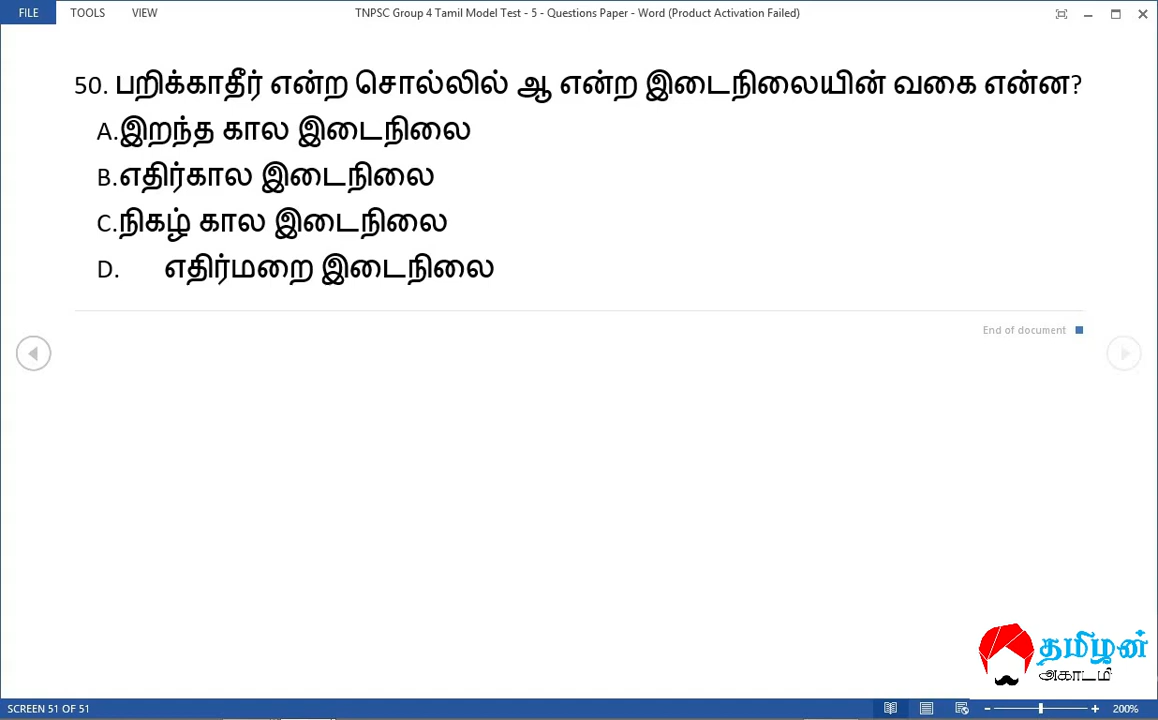 FILE TOOLS VIEW TNPSC Group 4 Tamil Model Test - 5 - Questions Paper - Word (Product Activation Failed)
50. பறிக்காதீர் என்ற சொல்லில் ஆ என்ற இடைநிலையின் வகை என்ன?
A.இறந்த கால இடைநிலை
B.எதிர்கால இடைநிலை
C.நிகழ் கால இடைநிலை
D. எதிர்மறை இடைநிலை
End of document
தமிழன்
அகாடமி
SCREEN 51 OF 51 200%